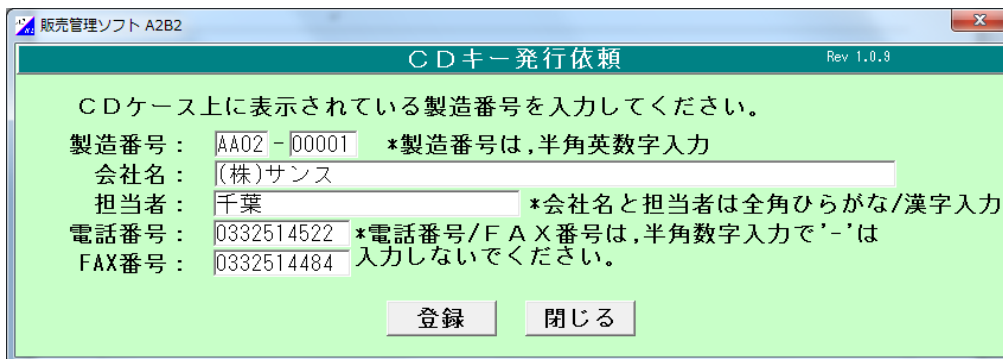 販売管理ソフト A2B2
CDキー発行依頼 Rev 1.0.9
CDケース上に表示されている製造番号を入力してください。
製造番号： AA02 - 00001 *製造番号は,半角英数字入力
会社名： (株)サンス
担当者： 千葉 *会社名と担当者は全角ひらがな/漢字入力
電話番号： 0332514522 *電話番号/FAX番号は,半角数字入力で'-'は
FAX番号： 0332514484 入力しないでください。
登録 閉じる